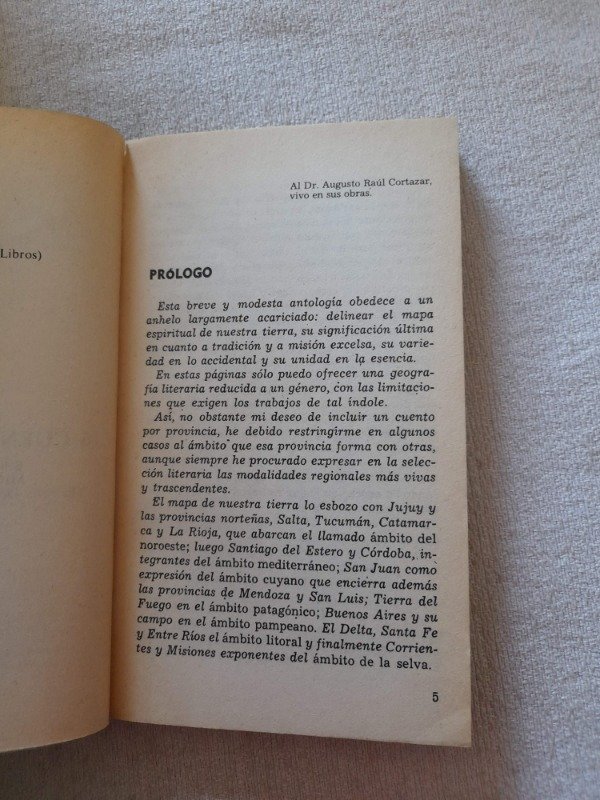 Libros)
Al Dr. Augusto Raúl Cortazar,
vivo en sus obras.
PRÓLOGO
Esta breve y modesta antología obedece a un
anhelo largamente acariciado: delinear el mapa
espiritual de nuestra tierra, su significación última
en cuanto a tradición y a misión excelsa, su varie-
dad en lo accidental y su unidad en la esencia.
En estas páginas sólo puedo ofrecer una geogra-
fía literaria reducida a un género, con las limitacio-
nes que exigen los trabajos de tal índole.
Así, no obstante mi deseo de incluir un cuento
por provincia, he debido restringirme en algunos
casos al ámbito que esa provincia forma con otras,
aunque siempre he procurado expresar en la selec-
ción literaria las modalidades regionales más vivas
y trascendentes.
El mapa de nuestra tierra lo esbozo con Jujuy y
las provincias norteñas, Salta, Tucumán, Catamar-
ca y La Rioja, que abarcan el llamado ámbito del
noroeste; luego Santiago del Estero y Córdoba, in-
tegrantes del ámbito mediterráneo; San Juan como
expresión del ámbito cuyano que encierra además
las provincias de Mendoza y San Luis; Tierra del
Fuego en el ámbito patagónico; Buenos Aires y su
campo en el ámbito pampeano. El Delta, Santa Fe
y Entre Ríos el ámbito litoral y finalmente Corrien-
tes y Misiones exponentes del ámbito de la selva.
5